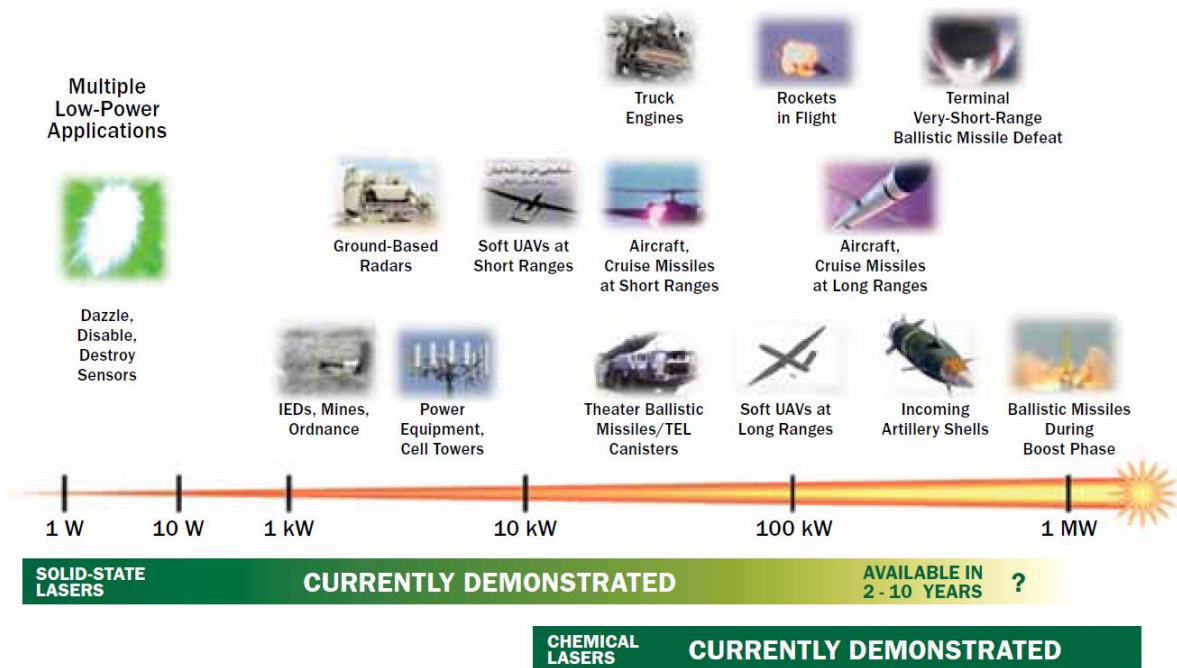 Multiple
Low-Power
Applications
Dazzle,
Disable,
Destroy
Sensors
Truck
Engines
Rockets
in Flight
Terminal
Very-Short-Range
Ballistic Missile Defeat
Ground-Based
Radars
Soft UAVs at
Short Ranges
Aircraft,
Cruise Missiles
at Short Ranges
Aircraft,
Cruise Missiles
at Long Ranges
IEDs, Mines,
Ordnance
Power
Equipment,
Cell Towers
Theater Ballistic
Missiles/TEL
Canisters
Soft UAVs at
Long Ranges
Incoming
Artillery Shells
Ballistic Missiles
During
Boost Phase
1 W
10 W
1 kW
10 kW
100 kW
1 MW
SOLID-STATE
LASERS
CURRENTLY DEMONSTRATED
AVAILABLE IN
2 - 10 YEARS
?
CHEMICAL
LASERS
CURRENTLY DEMONSTRATED